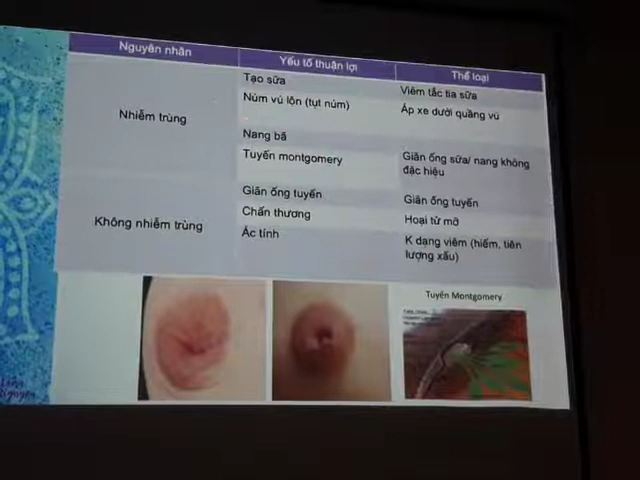 Nguyên nhân
Yếu tố thuận lợi
Thể loại
Nhiễm trùng
Tạo sữa
Viêm tắc tia sữa
Núm vú lộn (tụt núm)
Áp xe dưới quầng vú
Nang bã
Tuyến montgomery
Giãn ống sữa/ nang không
đặc hiệu
Không nhiễm trùng
Giãn ống tuyến
Giãn ống tuyến
Chấn thương
Hoại tử mỡ
Ác tính
K dạng viêm (hiếm, tiên
lượng xấu)
Tuyến Montgomery